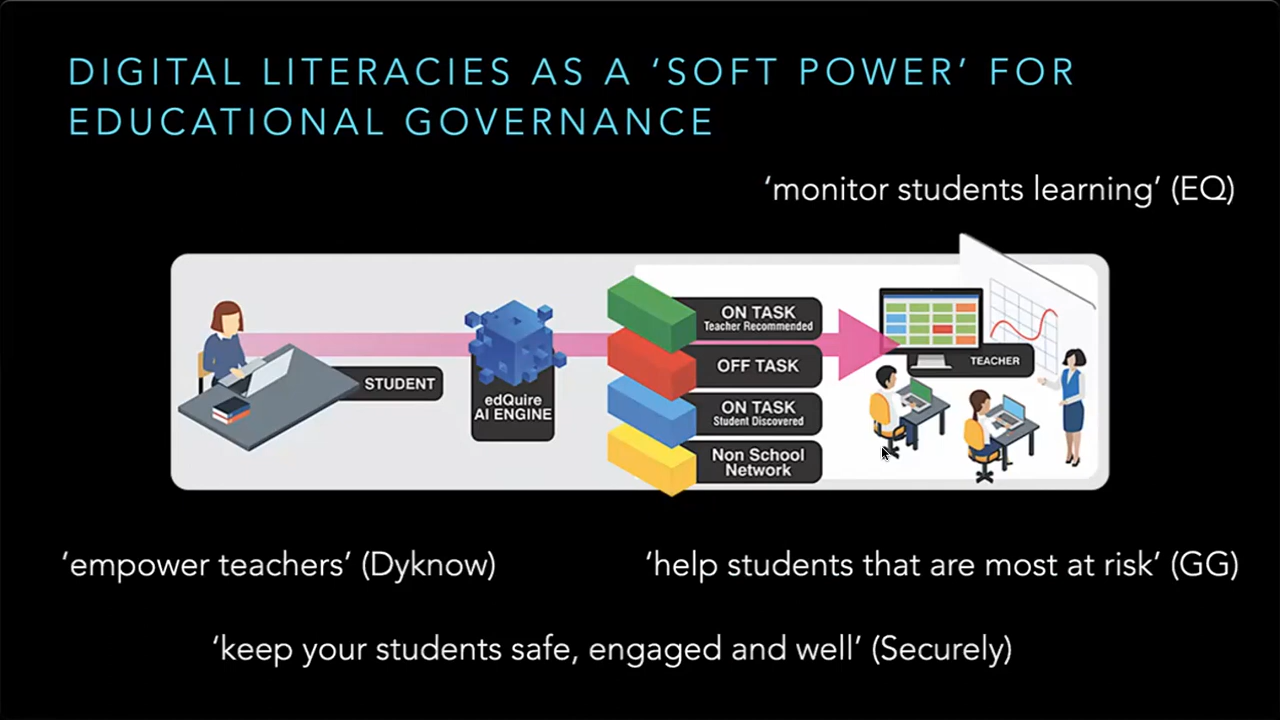 DIGITAL LITERACIES AS A ‘SOFT POWER’ FOR
EDUCATIONAL GOVERNANCE
‘monitor students learning’ (EQ)
STUDENT
edQuire
AI ENGINE
ON TASK
Teacher Recommended
OFF TASK
ON TASK
Student Discovered
Non School
Network
TEACHER
‘empower teachers’ (Dyknow)
‘help students that are most at risk’ (GG)
‘keep your students safe, engaged and well’ (Securely)